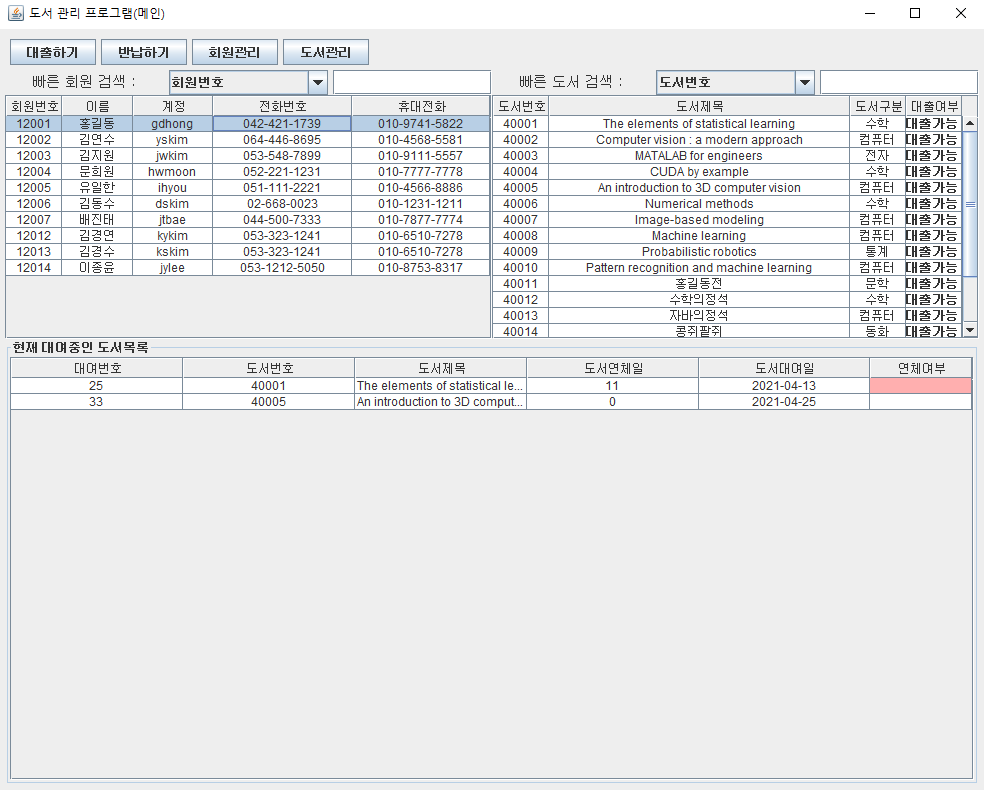 도서 관리 프로그램(메인)
대출하기 반납하기 회원관리 도서관리
빠른 회원 검색 : 회원번호 빠른 도서 검색 : 도서번호
회원번호 이름 계정 전화번호 휴대전화
12001 홍길동 gdhong 042-421-1739 010-9741-5822
12002 김연수 yskim 064-446-8695 010-4568-5581
12003 김지원 jwkim 053-548-7899 010-9111-5557
12004 문희원 hwmoon 052-221-1231 010-7777-7778
12005 유일한 ihyou 051-111-2221 010-4566-8886
12006 김동수 dskim 02-668-0023 010-1231-1211
12007 배진태 jtbae 044-500-7333 010-7877-7774
12012 김경연 kykim 053-323-1241 010-6510-7278
12013 김경수 kskim 053-323-1241 010-6510-7278
12014 이종윤 jylee 053-1212-5050 010-8753-8317
도서번호 도서제목 도서구분 대출여부
40001 The elements of statistical learning 수학 대출가능
40002 Computer vision : a modern approach 컴퓨터 대출가능
40003 MATALAB for engineers 전자 대출가능
40004 CUDA by example 수학 대출가능
40005 An introduction to 3D computer vision 컴퓨터 대출가능
40006 Numerical methods 수학 대출가능
40007 Image-based modeling 컴퓨터 대출가능
40008 Machine learning 컴퓨터 대출가능
40009 Probabilistic robotics 통계 대출가능
40010 Pattern recognition and machine learning 컴퓨터 대출가능
40011 홍길동전 문학 대출가능
40012 수학의정석 수학 대출가능
40013 자바의정석 컴퓨터 대출가능
40014 콩쥐팥쥐 동화 대출가능
현재 대여중인 도서목록
대여번호 도서번호 도서제목 도서연체일 도서대여일 연체여부
25 40001 The elements of statistical le... 11 2021-04-13
33 40005 An introduction to 3D comput... 0 2021-04-25